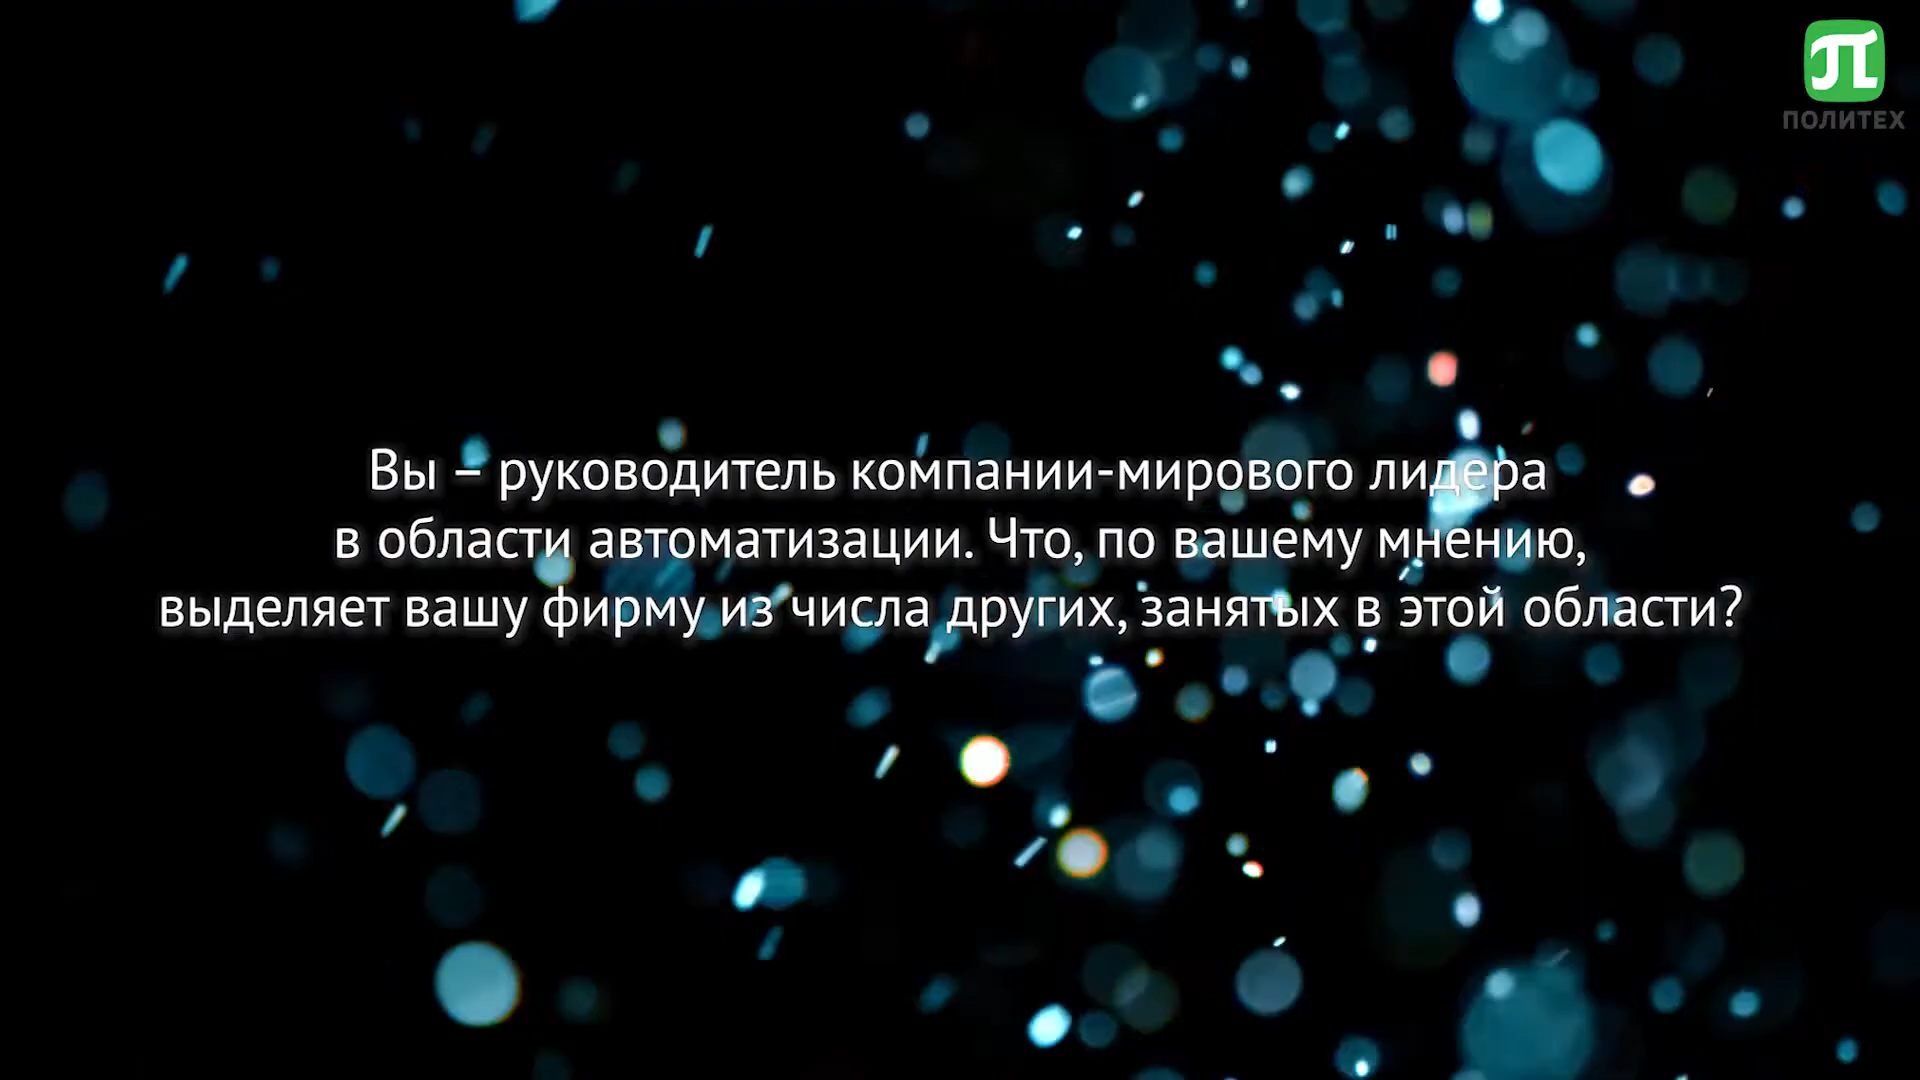 ПОЛИТЕХ
Вы – руководитель компании-мирового лидера
в области автоматизации. Что, по вашему мнению,
выделяет вашу фирму из числа других, занятых в этой области?